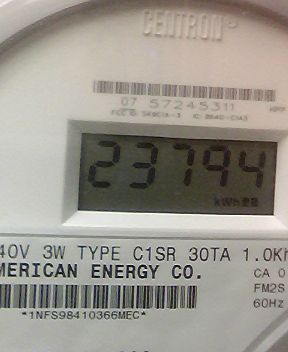 CENTRON
07 57245311
23794
kWh
40V 3W TYPE C1SR 30TA 1.0Kh
MERICAN ENERGY CO.
CA 0
FM2S
60Hz
*1NFS98410366MEC*